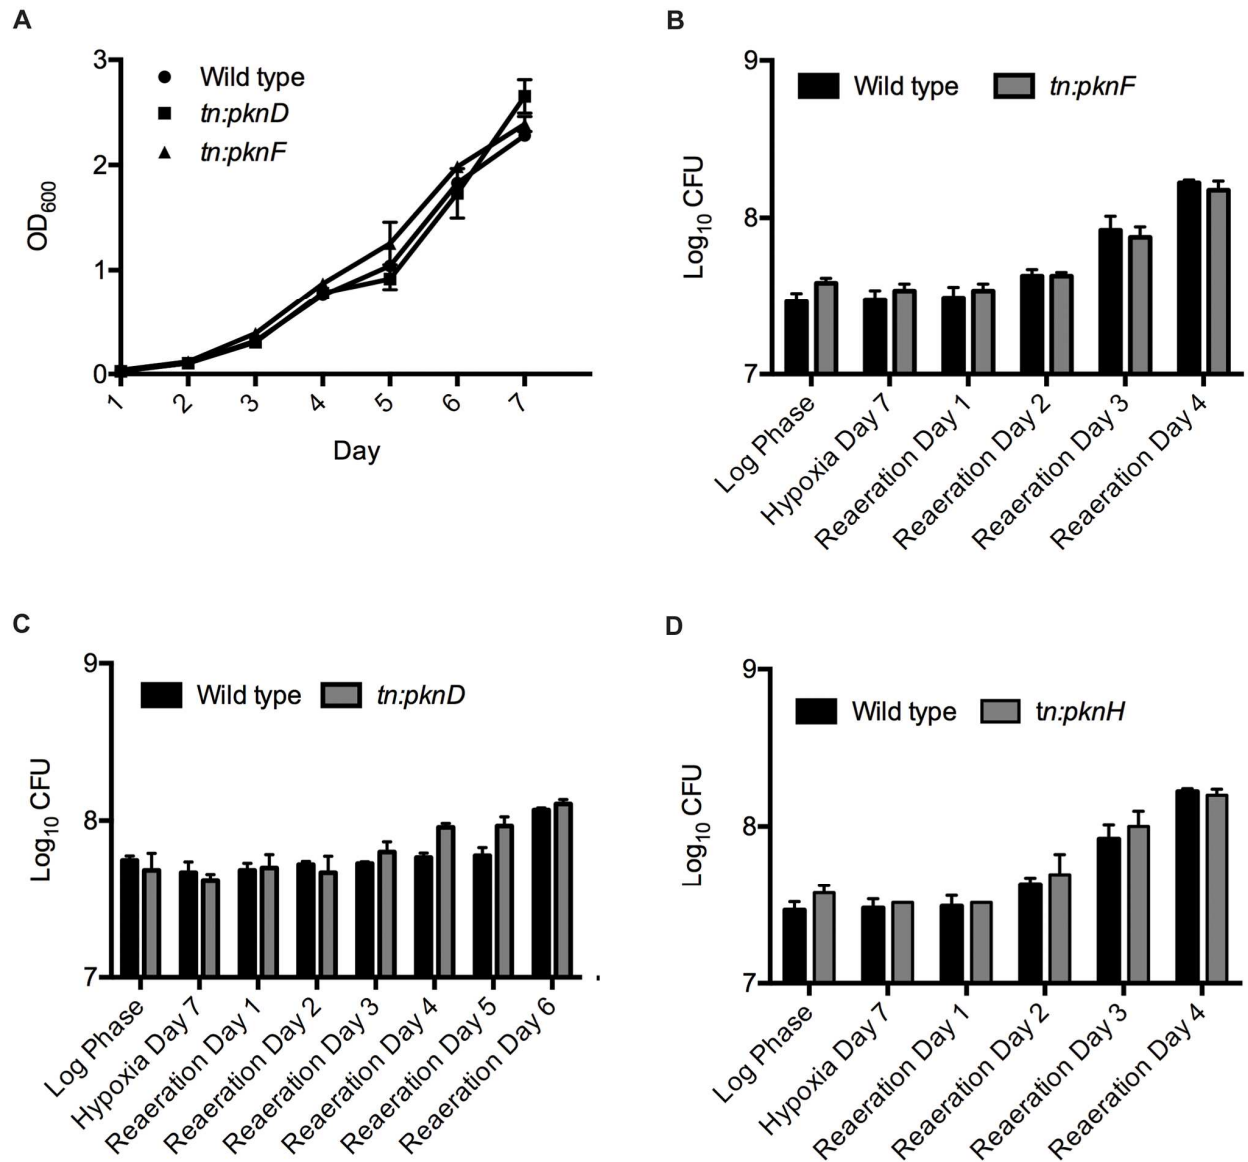 A
3
2
1
0
OD600
Wild type
tn:pknD
tn:pknF
1
2
3
4
5
6
7
Day
B
9
8
7
Log10 CFU
Wild type
tn:pknF
Log Phase
Hypoxia Day 7
Reaeration Day 1
Reaeration Day 2
Reaeration Day 3
Reaeration Day 4
C
9
8
7
Log10 CFU
Wild type
tn:pknD
Log Phase
Hypoxia Day 7
Reaeration Day 1
Reaeration Day 2
Reaeration Day 3
Reaeration Day 4
Reaeration Day 5
Reaeration Day 6
D
9
8
7
Log10 CFU
Wild type
tn:pknH
Log Phase
Hypoxia Day 7
Reaeration Day 1
Reaeration Day 2
Reaeration Day 3
Reaeration Day 4